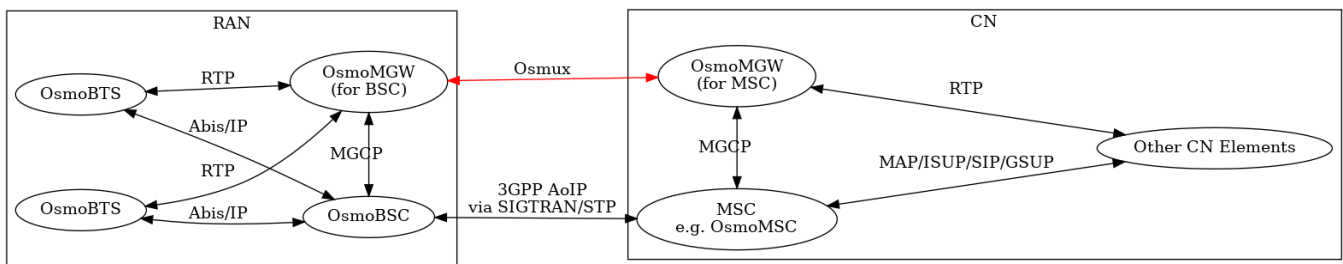 RAN
CN
OsmoBTS
RTP
OsmoMGW
(for BSC)
Osmux
OsmoMGW
(for MSC)
RTP
Abis/IP
MGCP
MGCP
Other CN Elements
RTP
MAP/ISUP/SIP/GSUP
OsmoBTS
Abis/IP
OsmoBSC
3GPP AoIP
via SIGTRAN/STP
MSC
e.g. OsmoMSC